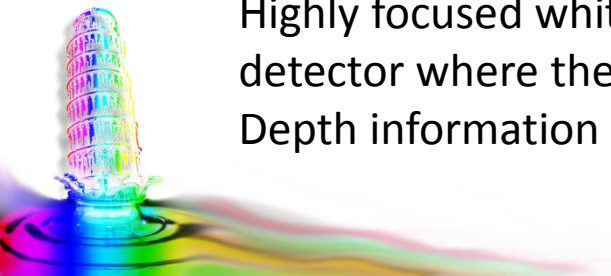 Highly focused whit
detector where the
Depth information